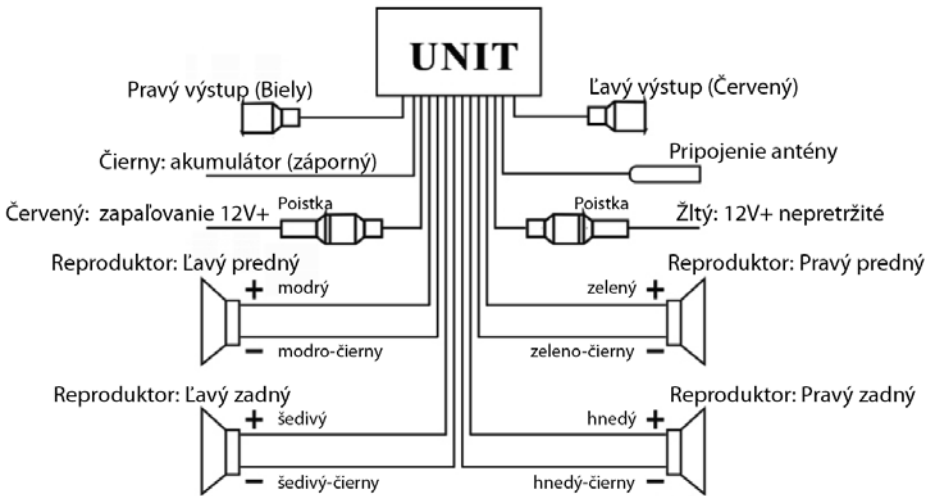 UNIT
Pravý výstup (Biely)
Ľavý výstup (Červený)
Čierny: akumulátor (záporný)
Pripojenie antény
Červený: zapaľovanie 12V+
Poistka
Poistka
Žltý: 12V+ nepretržité
Reproduktor: Ľavý predný
Reproduktor: Pravý predný
+ modrý
zelený +
– modro-čierny
zeleno-čierny –
Reproduktor: Ľavý zadný
Reproduktor: Pravý zadný
+ šedivý
hnedý +
– šedivý-čierny
hnedý-čierny –